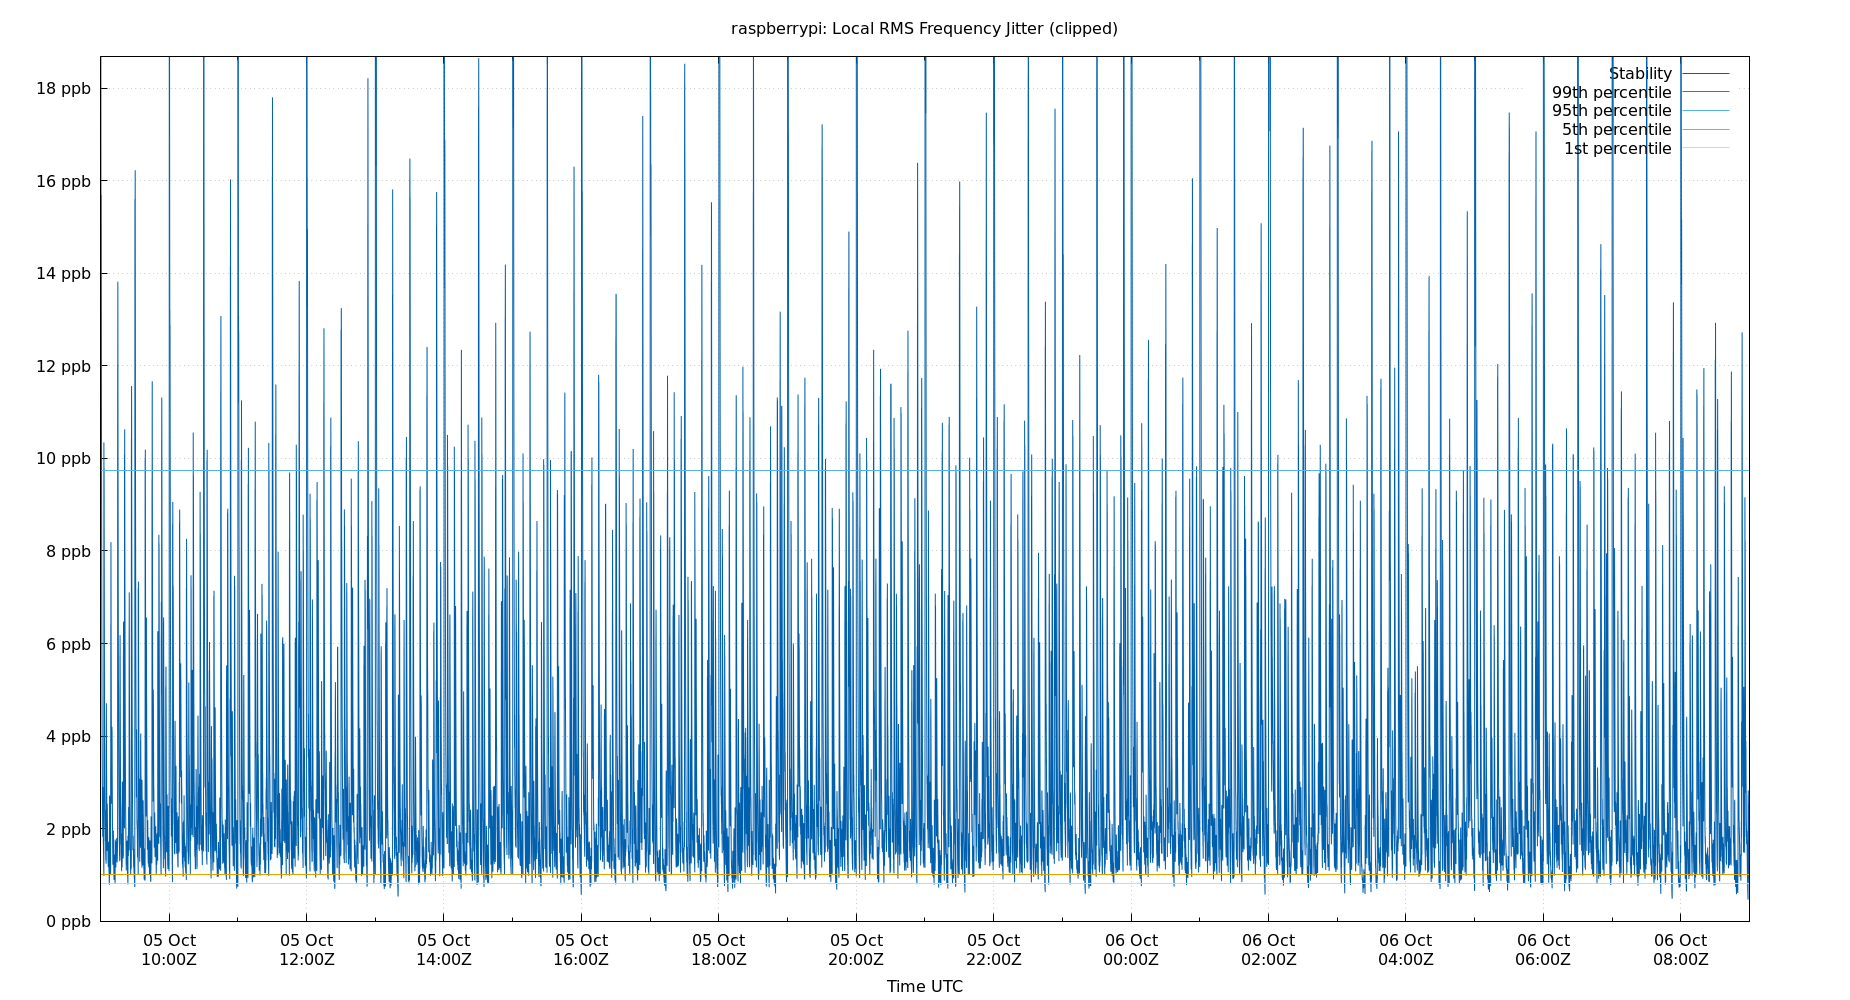 raspberrypi: Local RMS Frequency Jitter (clipped)
Stability
99th percentile
95th percentile
5th percentile
1st percentile
18 ppb
16 ppb
14 ppb
12 ppb
10 ppb
8 ppb
6 ppb
4 ppb
2 ppb
0 ppb
05 Oct 05 Oct 05 Oct 05 Oct 05 Oct 05 Oct 05 Oct 06 Oct 06 Oct 06 Oct 06 Oct 06 Oct
10:00Z 12:00Z 14:00Z 16:00Z 18:00Z 20:00Z 22:00Z 00:00Z 02:00Z 04:00Z 06:00Z 08:00Z
Time UTC